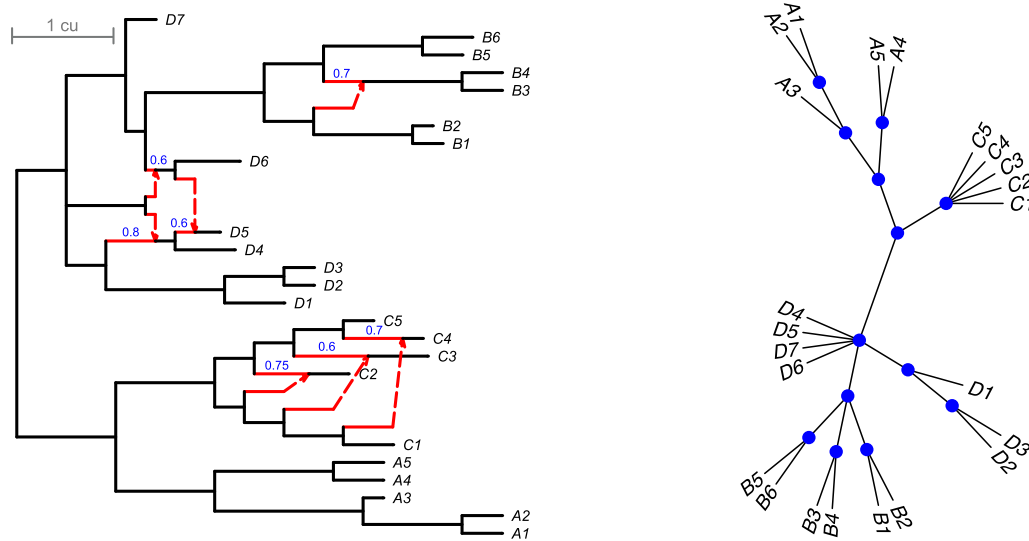 1 cu
D7
B6
B5
0.7
B4
B3
B2
B1
0.6
D6
0.8
0.6
D5
D4
D3
D2
D1
C5
0.7
C4
0.6
C3
0.75
C2
C1
A5
A4
A3
A2
A1
A1
A2
A3
A5
A4
C5
C4
C3
C2
C1
D4
D5
D7
D6
D1
D3
D2
B5
B6
B3
B4
B1
B2